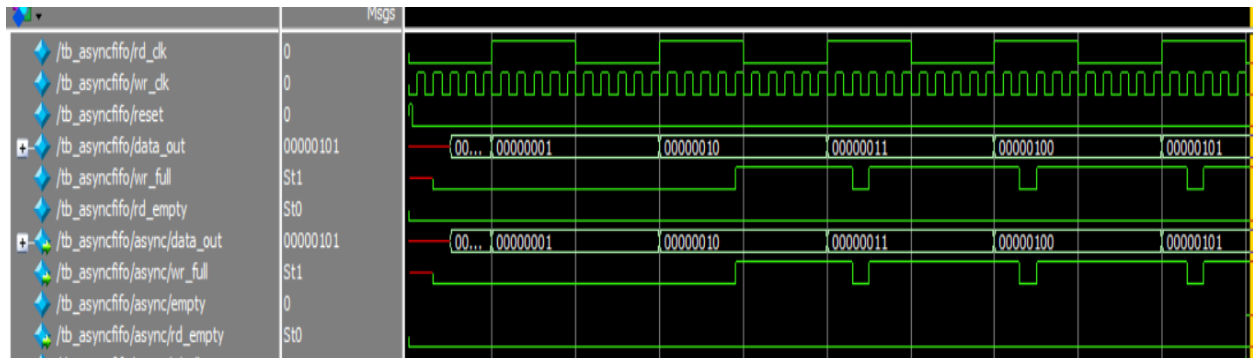 Msgs
/tb_asyncfifo/rd_clk 0
/tb_asyncfifo/wr_clk 0
/tb_asyncfifo/reset 0
/tb_asyncfifo/data_out 00000101 00... 00000001 00000010 00000011 00000100 00000101
/tb_asyncfifo/wr_full St1
/tb_asyncfifo/rd_empty St0
/tb_asyncfifo/async/data_out 00000101 00... 00000001 00000010 00000011 00000100 00000101
/tb_asyncfifo/async/wr_full St1
/tb_asyncfifo/async/empty 0
/tb_asyncfifo/async/rd_empty St0